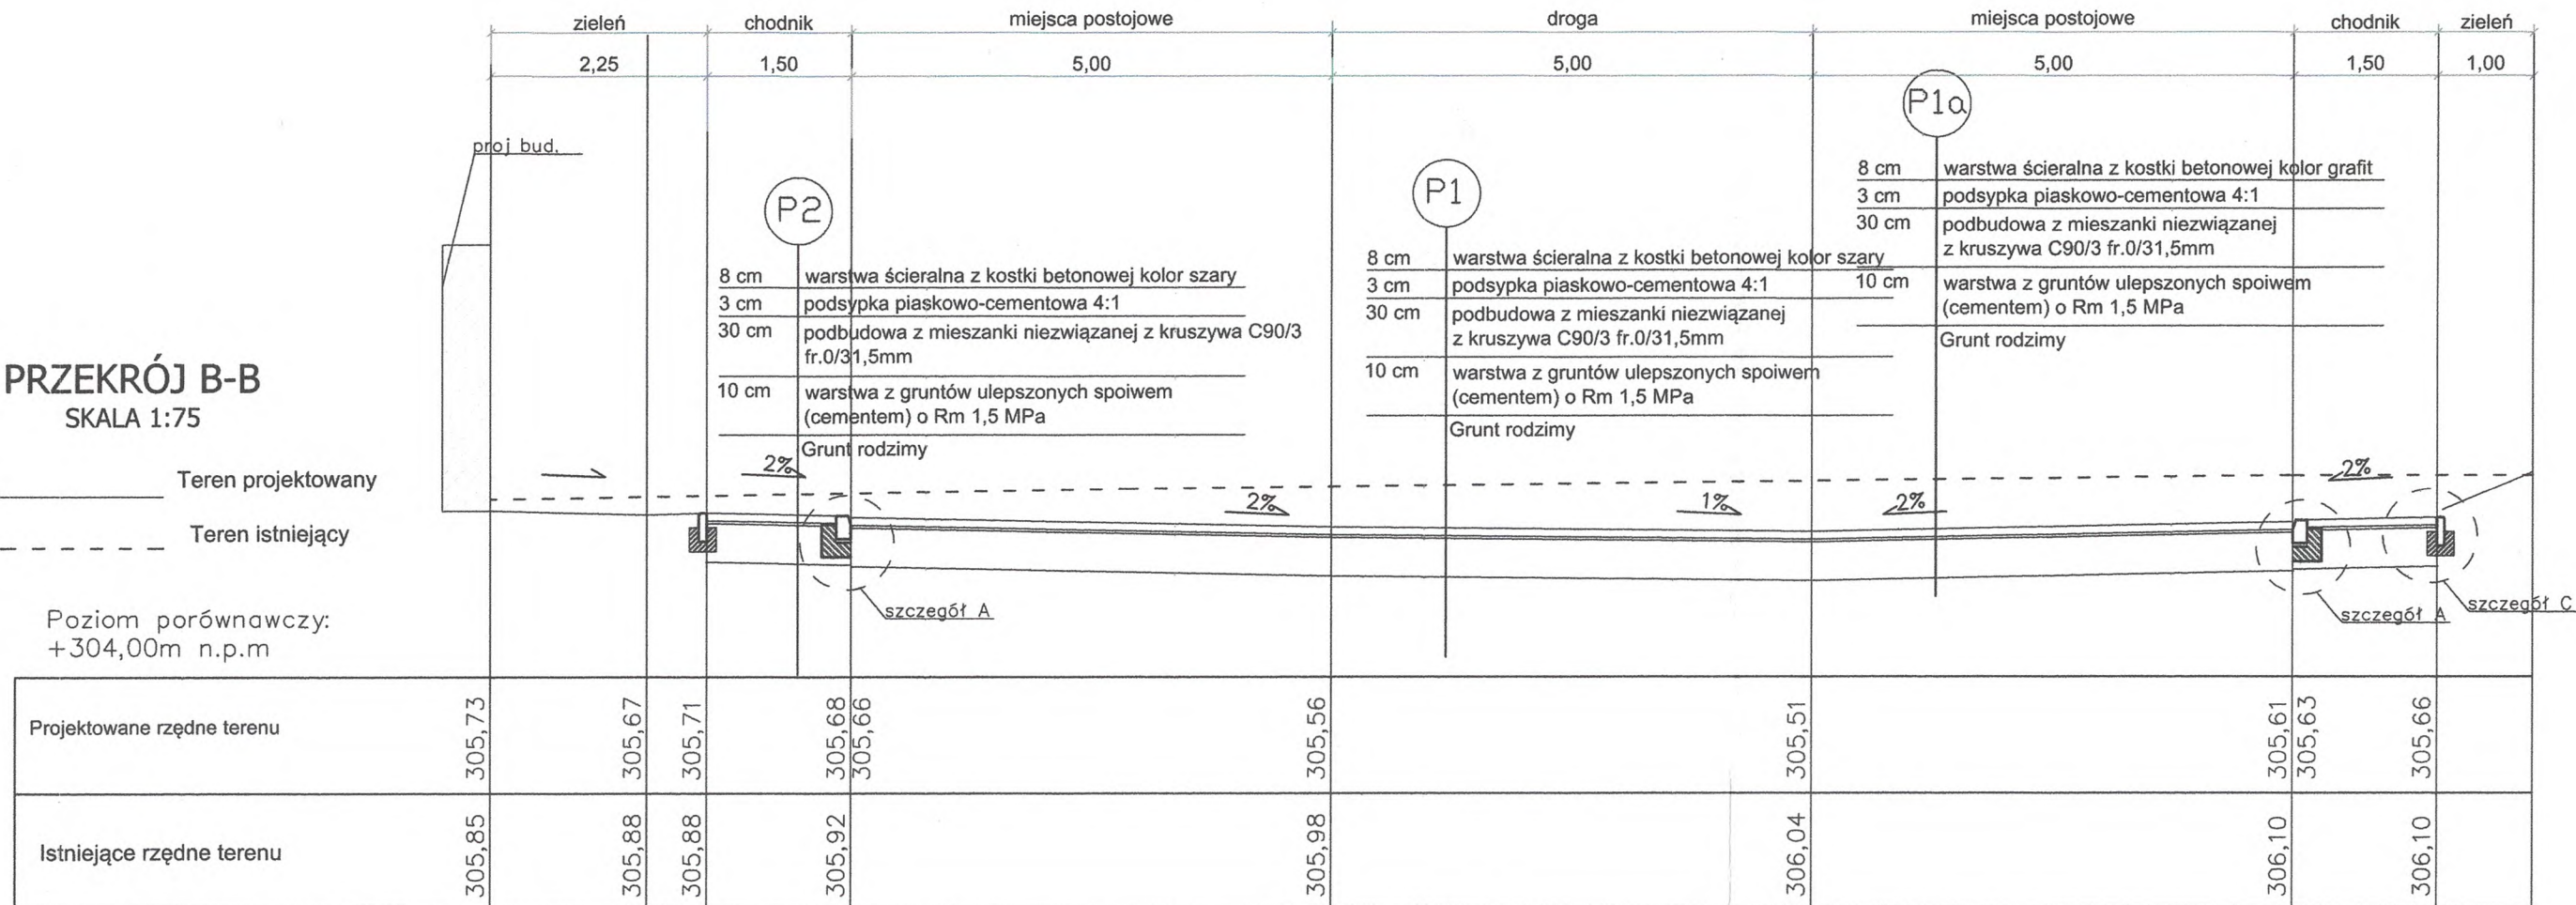 zieleń chodnik miejsca postojowe droga miejsca postojowe chodnik zieleń
2,25 1,50 5,00 5,00 5,00 1,50 1,00
proj bud.
P2
8 cm warstwa ścieralna z kostki betonowej kolor szary
3 cm podsypka piaskowo-cementowa 4:1
30 cm podbudowa z mieszanki niezwiązanej z kruszywa C90/3
fr.0/31,5mm
10 cm warstwa z gruntów ulepszonych spoiwem
(cementem) o Rm 1,5 MPa
Grunt rodzimy
P1
8 cm warstwa ścieralna z kostki betonowej kolor szary
3 cm podsypka piaskowo-cementowa 4:1
30 cm podbudowa z mieszanki niezwiązanej
z kruszywa C90/3 fr.0/31,5mm
10 cm warstwa z gruntów ulepszonych spoiwem
(cementem) o Rm 1,5 MPa
Grunt rodzimy
P1a
8 cm warstwa ścieralna z kostki betonowej kolor grafit
3 cm podsypka piaskowo-cementowa 4:1
30 cm podbudowa z mieszanki niezwiązanej
z kruszywa C90/3 fr.0/31,5mm
10 cm warstwa z gruntów ulepszonych spoiwem
(cementem) o Rm 1,5 MPa
Grunt rodzimy
PRZEKRÓJ B-B
SKALA 1:75
Teren projektowany
Teren istniejący
2% 2% 1% 2% 2%
szczegół A
szczegół A
szczegół C
Poziom porównawczy:
+304,00m n.p.m
Projektowane rzędne terenu 305,73 305,67 305,71 305,68 305,66 305,56 305,51 305,61 305,63 305,66
Istniejące rzędne terenu 305,85 305,88 305,88 305,92 305,98 306,04 306,10 306,10